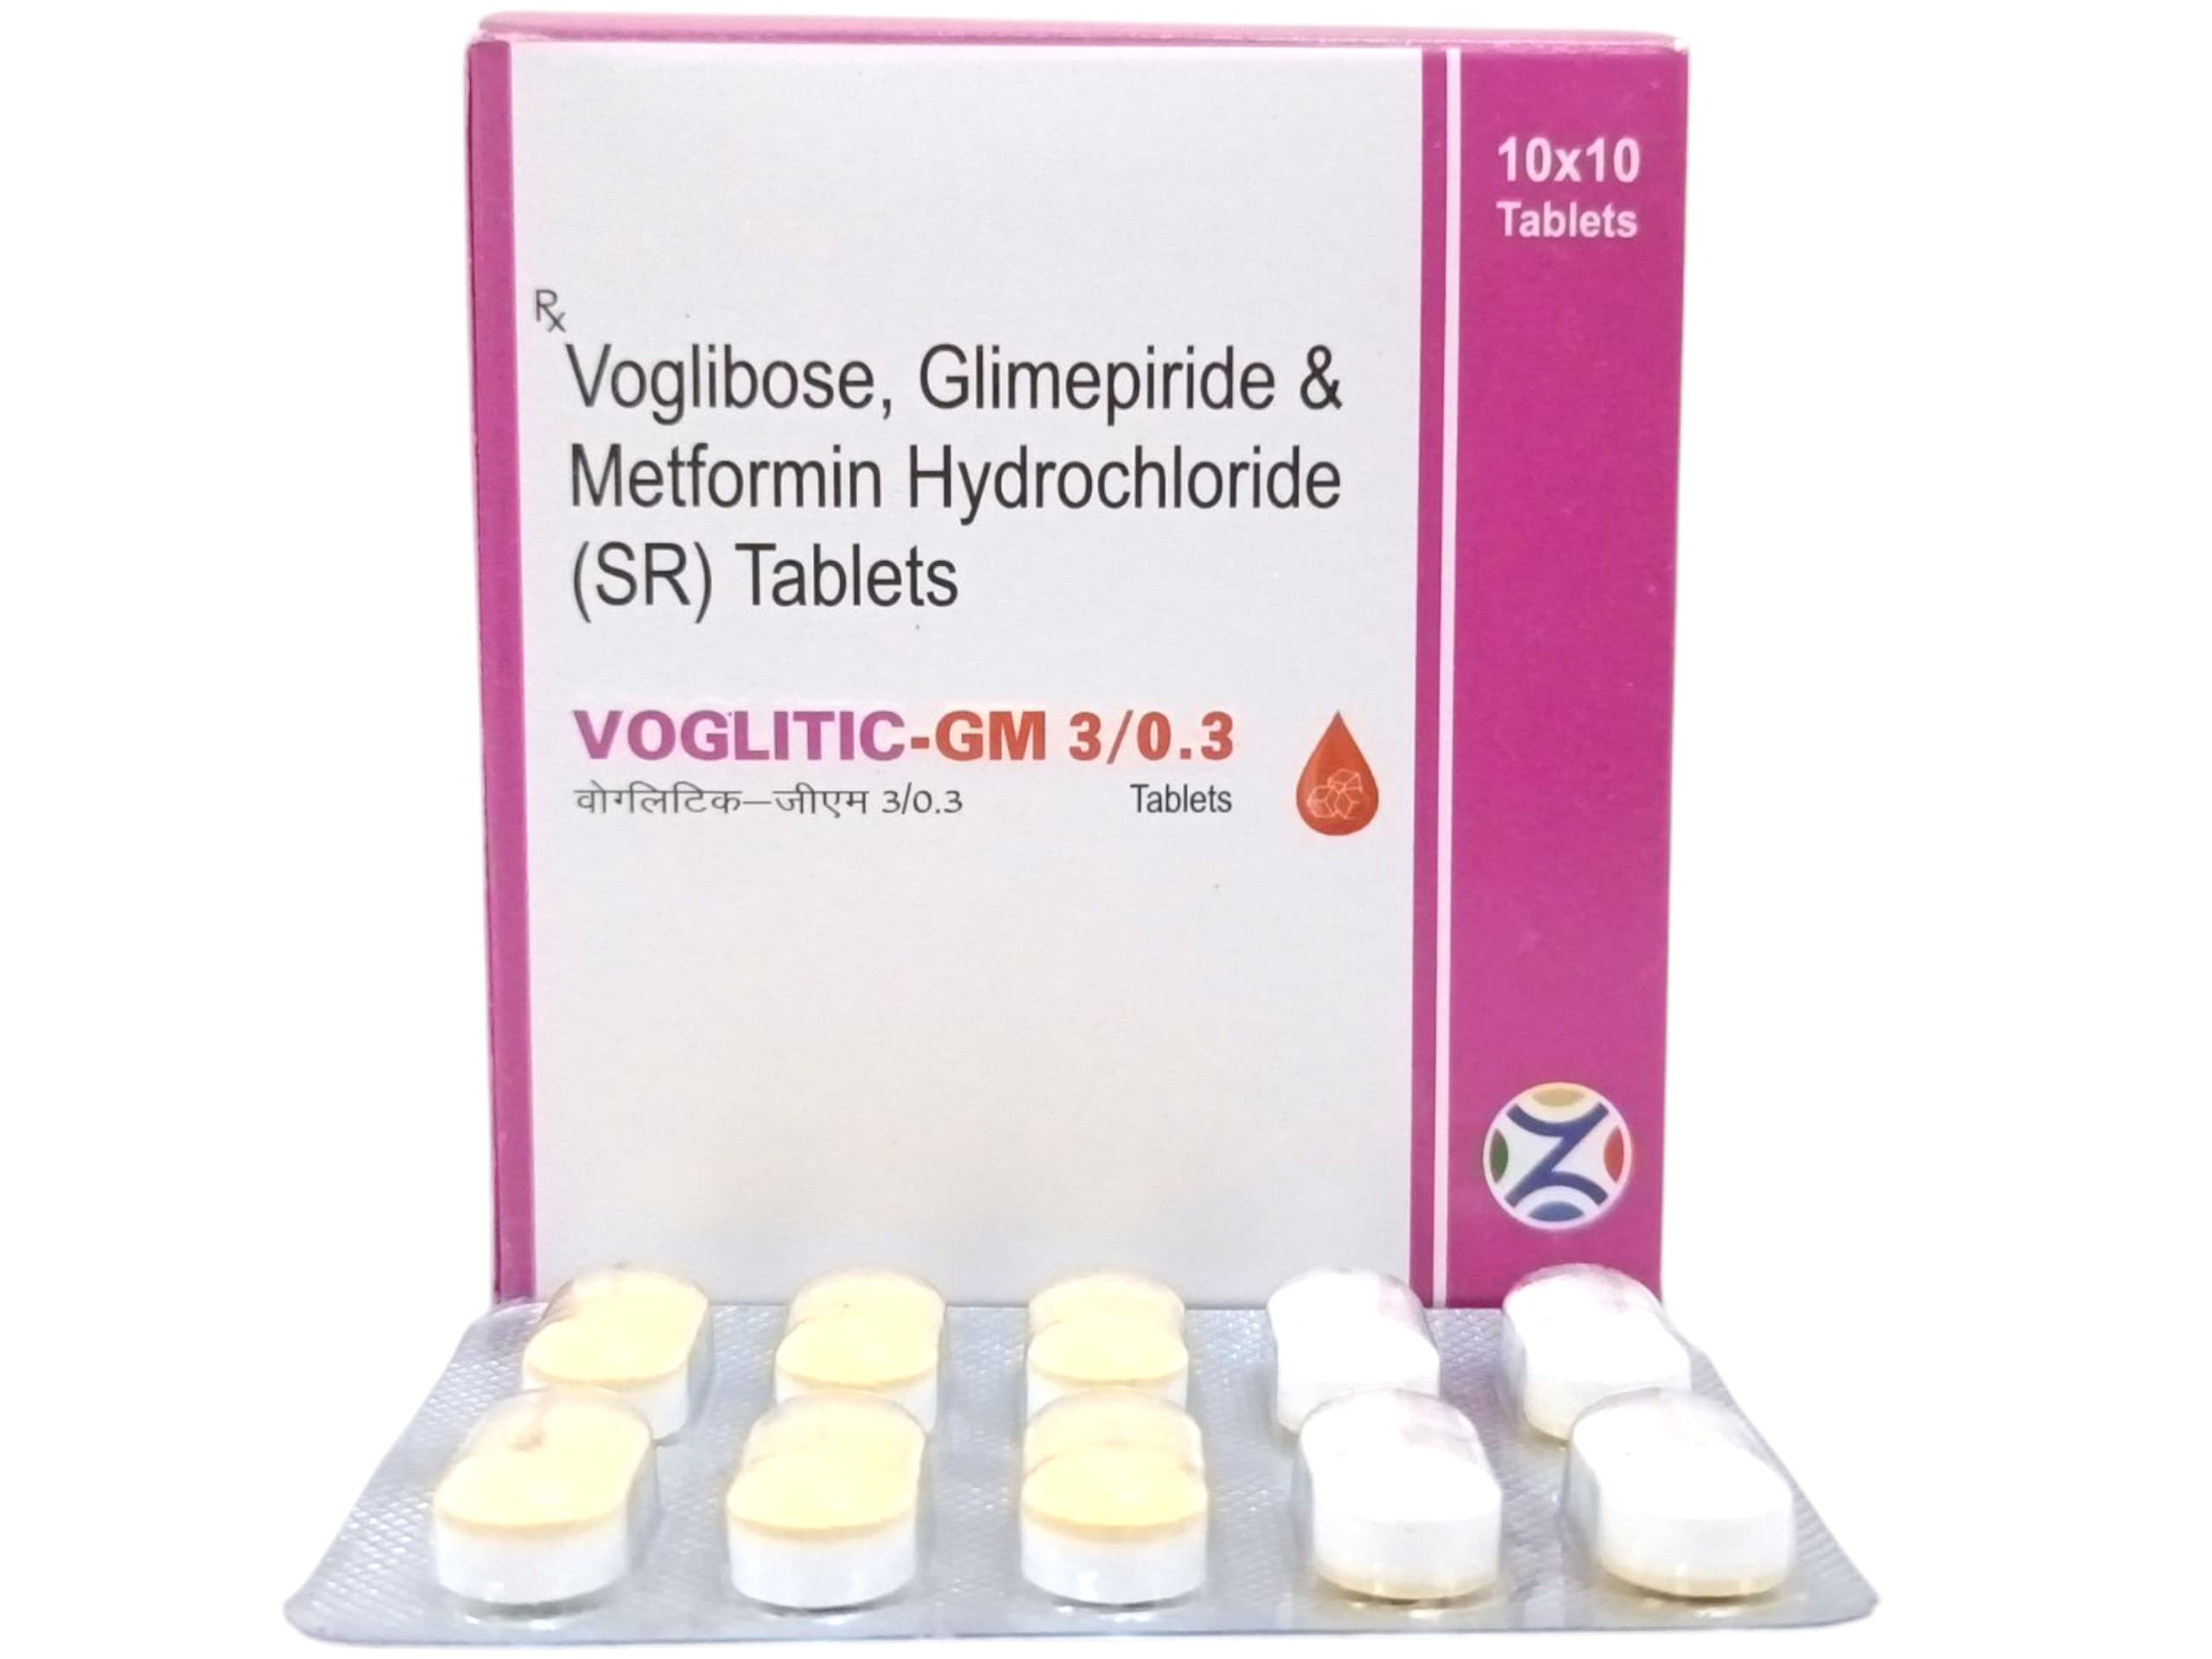 10x10
Tablets
Rx
Voglibose, Glimepiride &
Metformin Hydrochloride
(SR) Tablets
VOGLITIC-GM 3/0.3
वोग्लिटिक–जीएम 3/0.3 Tablets